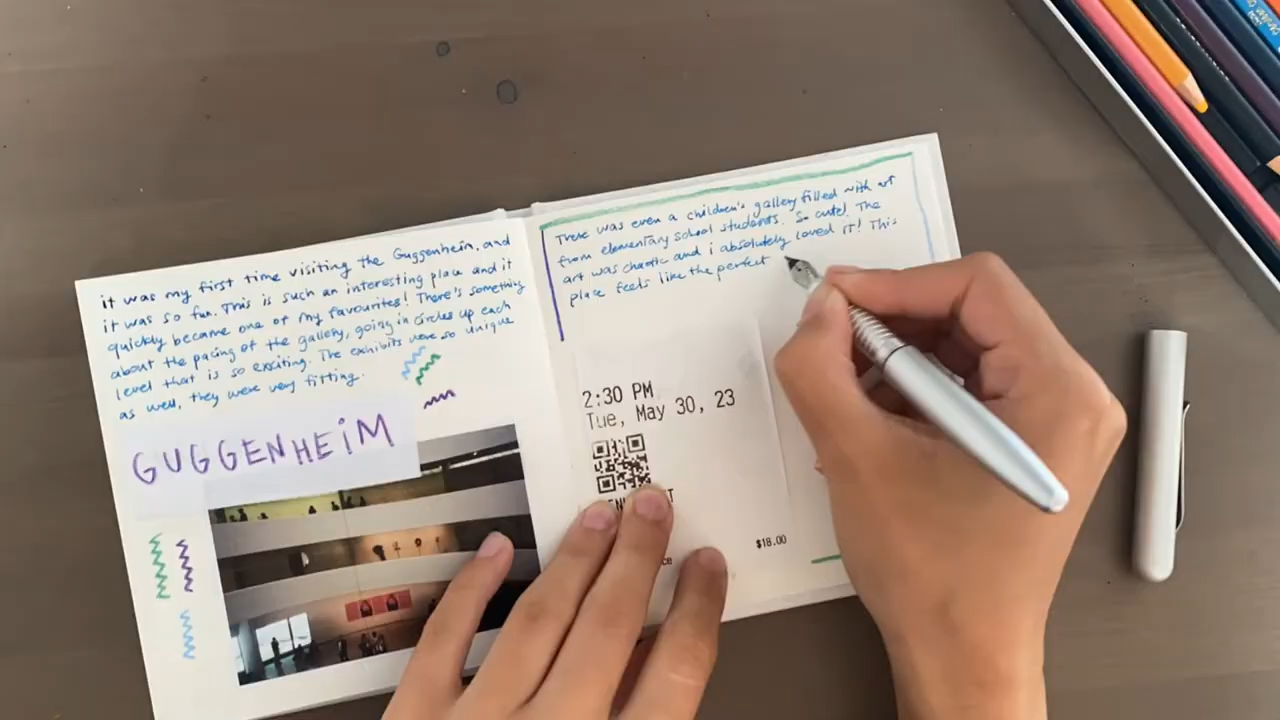 it was my first time visiting the Guggenheim, and
it was so fun. This is such an interesting place and it
quickly became one of my favourites! There's something
about the pacing of the gallery, going in circles up each
level that is so exciting. The exhibits were so unique
as well, they were very fitting.
GUGGENHEiM
There was even a children's gallery filled with art
from elementary school students. So cute! The
art was chaotic and i absolutely loved it! This
place feels like the perfect
2:30 PM
Tue, May 30, 23
$18.00